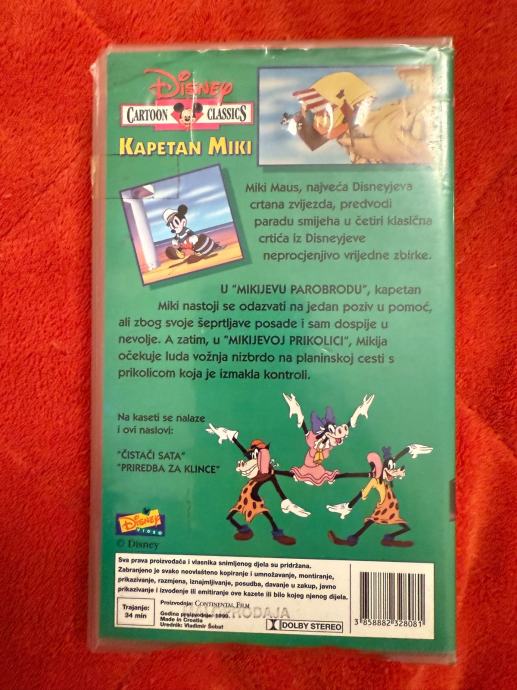 Disney
CARTOON CLASSICS
KAPETAN MIKI
Miki Maus, najveća Disneyjeva
crtana zvijezda, predvodi
paradu smijeha u četiri klasična
crtića iz Disneyjeve
neprocjenjivo vrijedne zbirke.
U "MIKIJEVU PAROBRODU", kapetan
Miki nastoji se odazvati na jedan poziv u pomoć,
ali zbog svoje šeprtljave posade i sam dospije u
nevolje. A zatim, u "MIKIJEVOJ PRIKOLICI", Mikija
očekuje luda vožnja nizbrdo na planinskoj cesti s
prikolicom koja je izmakla kontroli.
Na kaseti se nalaze
i ovi naslovi:
"ČISTAČI SATA"
"PRIREDBA ZA KLINCE"
Disney
VIDEO
© Disney
Sva prava proizvođača i vlasnika snimljenog djela su pridržana.
Zabranjeno je svako neovlašteno kopiranje i umnožavanje, montiranje,
prikazivanje, razmjena, iznajmljivanje, posudba, davanje u zakup, javno
prikazivanje i izvođenje ili emitiranje ove kazete ili bilo kojeg njenog dijela.
Trajanje:
34 min
Proizvodnja: CONTINENTAL FILM
Godina proizvodnje:
Made in Croatia
Urednik: Vladimir Šobat
DOLBY STEREO
3 858882 328081